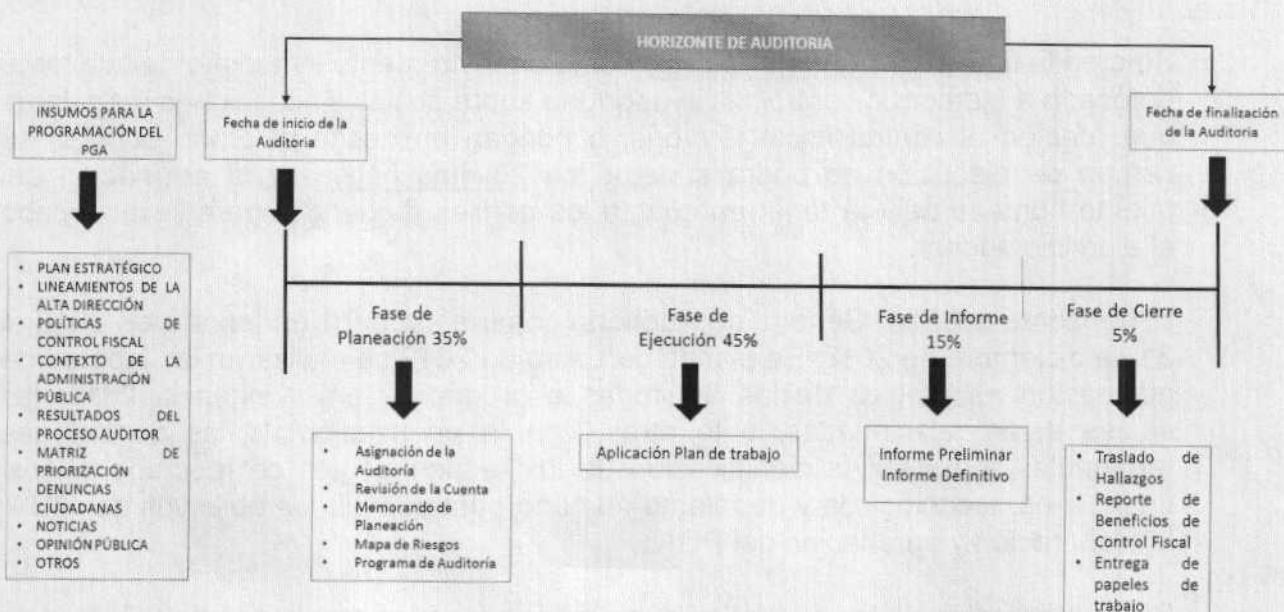 HORIZONTE DE AUDITORIA
INSUMOS PARA LA
PROGRAMACIÓN DEL
PGA
Fecha de inicio de la
Auditoria
Fecha de finalización
de la Auditoria
• PLAN ESTRATÉGICO
• LINEAMIENTOS DE LA
ALTA DIRECCIÓN
POLÍTICAS DE
CONTROL FISCAL
• CONTEXTO DE LA
ADMINISTRACIÓN
PÚBLICA
• RESULTADOS DEL
PROCESO AUDITOR
• MATRIZ DE
PRIORIZACIÓN
DENUNCIAS
CIUDADANAS
• NOTICIAS
• OPINIÓN PÚBLICA
• OTROS
Fase de
Planeación 35%
Fase de
Ejecución 45%
Fase de Informe
15%
Fase de Cierre
5%
• Asignación de la
Auditoría
• Revisión de la Cuenta
• Memorando de
Planeación
• Mapa de Riesgos
• Programa de Auditoría
Aplicación Plan de trabajo
Informe Preliminar
Informe Definitivo
• Traslado de
Hallazgos
• Reporte de
Beneficios de
Control Fiscal
• Entrega de
papeles de
trabajo